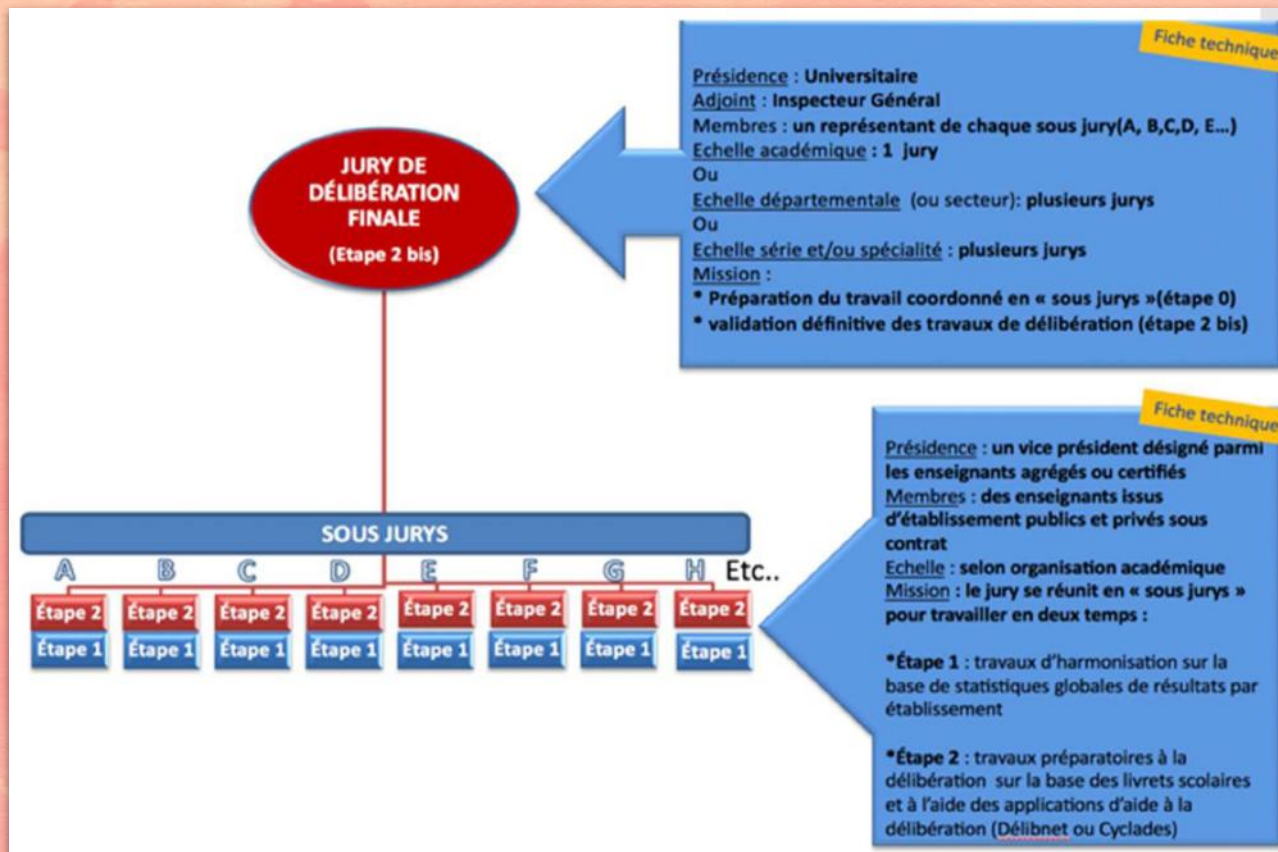 Fiche technique
Présidence : Universitaire
Adjoint : Inspecteur Général
Membres : un représentant de chaque sous jury(A, B,C,D, E...)
Echelle académique : 1 jury
Ou
Echelle départementale (ou secteur): plusieurs jurys
Ou
Echelle série et/ou spécialité : plusieurs jurys
Mission :
* Préparation du travail coordonné en « sous jurys »(étape 0)
* validation définitive des travaux de délibération (étape 2 bis)
JURY DE
DÉLIBÉRATION
FINALE
(Etape 2 bis)
SOUS JURYS
A B C D E F G H Etc..
Étape 2 Étape 2 Étape 2 Étape 2 Étape 2 Étape 2 Étape 2 Étape 2
Étape 1 Étape 1 Étape 1 Étape 1 Étape 1 Étape 1 Étape 1 Étape 1
Fiche technique
Présidence : un vice président désigné parmi
les enseignants agrégés ou certifiés
Membres : des enseignants issus
d'établissement publics et privés sous
contrat
Echelle : selon organisation académique
Mission : le jury se réunit en « sous jurys »
pour travailler en deux temps :
*Étape 1 : travaux d'harmonisation sur la
base de statistiques globales de résultats par
établissement
*Étape 2 : travaux préparatoires à la
délibération sur la base des livrets scolaires
et à l'aide des applications d'aide à la
délibération (Délibnet ou Cyclades)